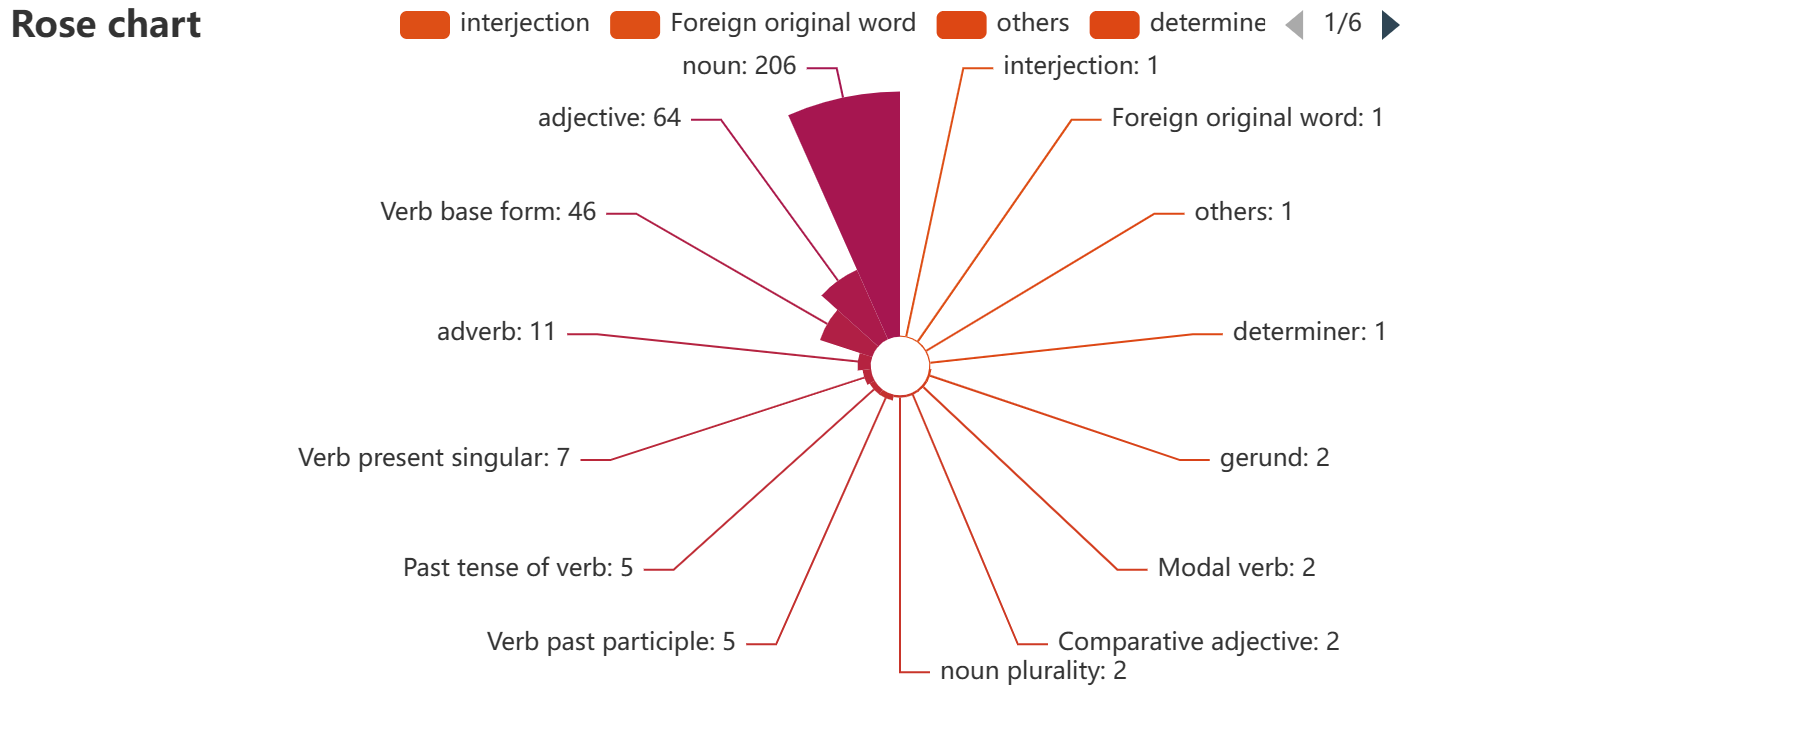 Rose chart
interjection
Foreign original word
others
determine
1/6
noun: 206
interjection: 1
adjective: 64
Foreign original word: 1
Verb base form: 46
others: 1
adverb: 11
determiner: 1
Verb present singular: 7
gerund: 2
Past tense of verb: 5
Modal verb: 2
Verb past participle: 5
Comparative adjective: 2
noun plurality: 2